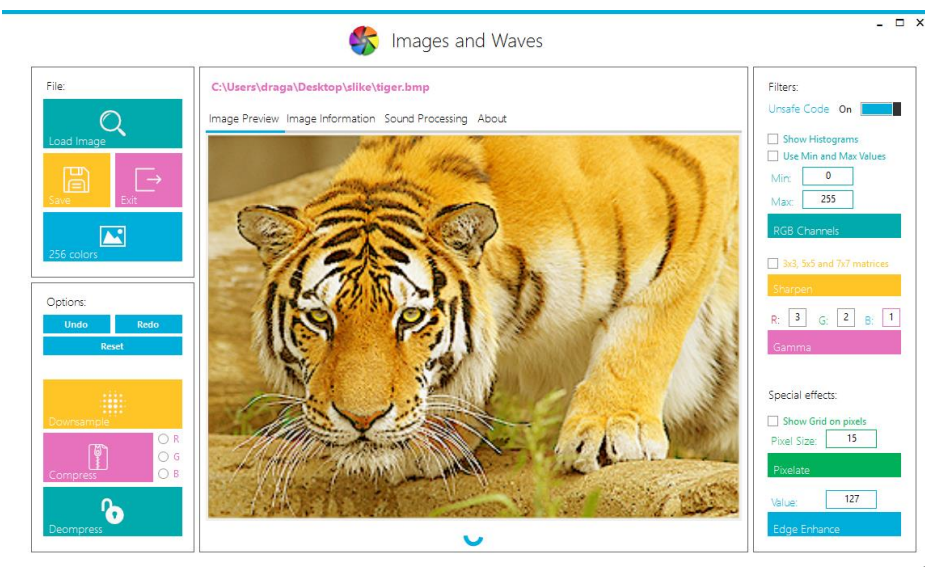 Images and Waves
File:
Load Image
Save
Exit
256 colors
Options:
Undo
Redo
Reset
Downsample
Compress
R
G
B
Deompress
C:\Users\draga\Desktop\slike\tiger.bmp
Image Preview Image Information Sound Processing About
Filters:
Unsafe Code On
Show Histograms
Use Min and Max Values
Min: 0
Max: 255
RGB Channels
3x3, 5x5 and 7x7 matrices
Sharpen
R: 3 G: 2 B: 1
Gamma
Special effects:
Show Grid on pixels
Pixel Size: 15
Pixelate
Value: 127
Edge Enhance